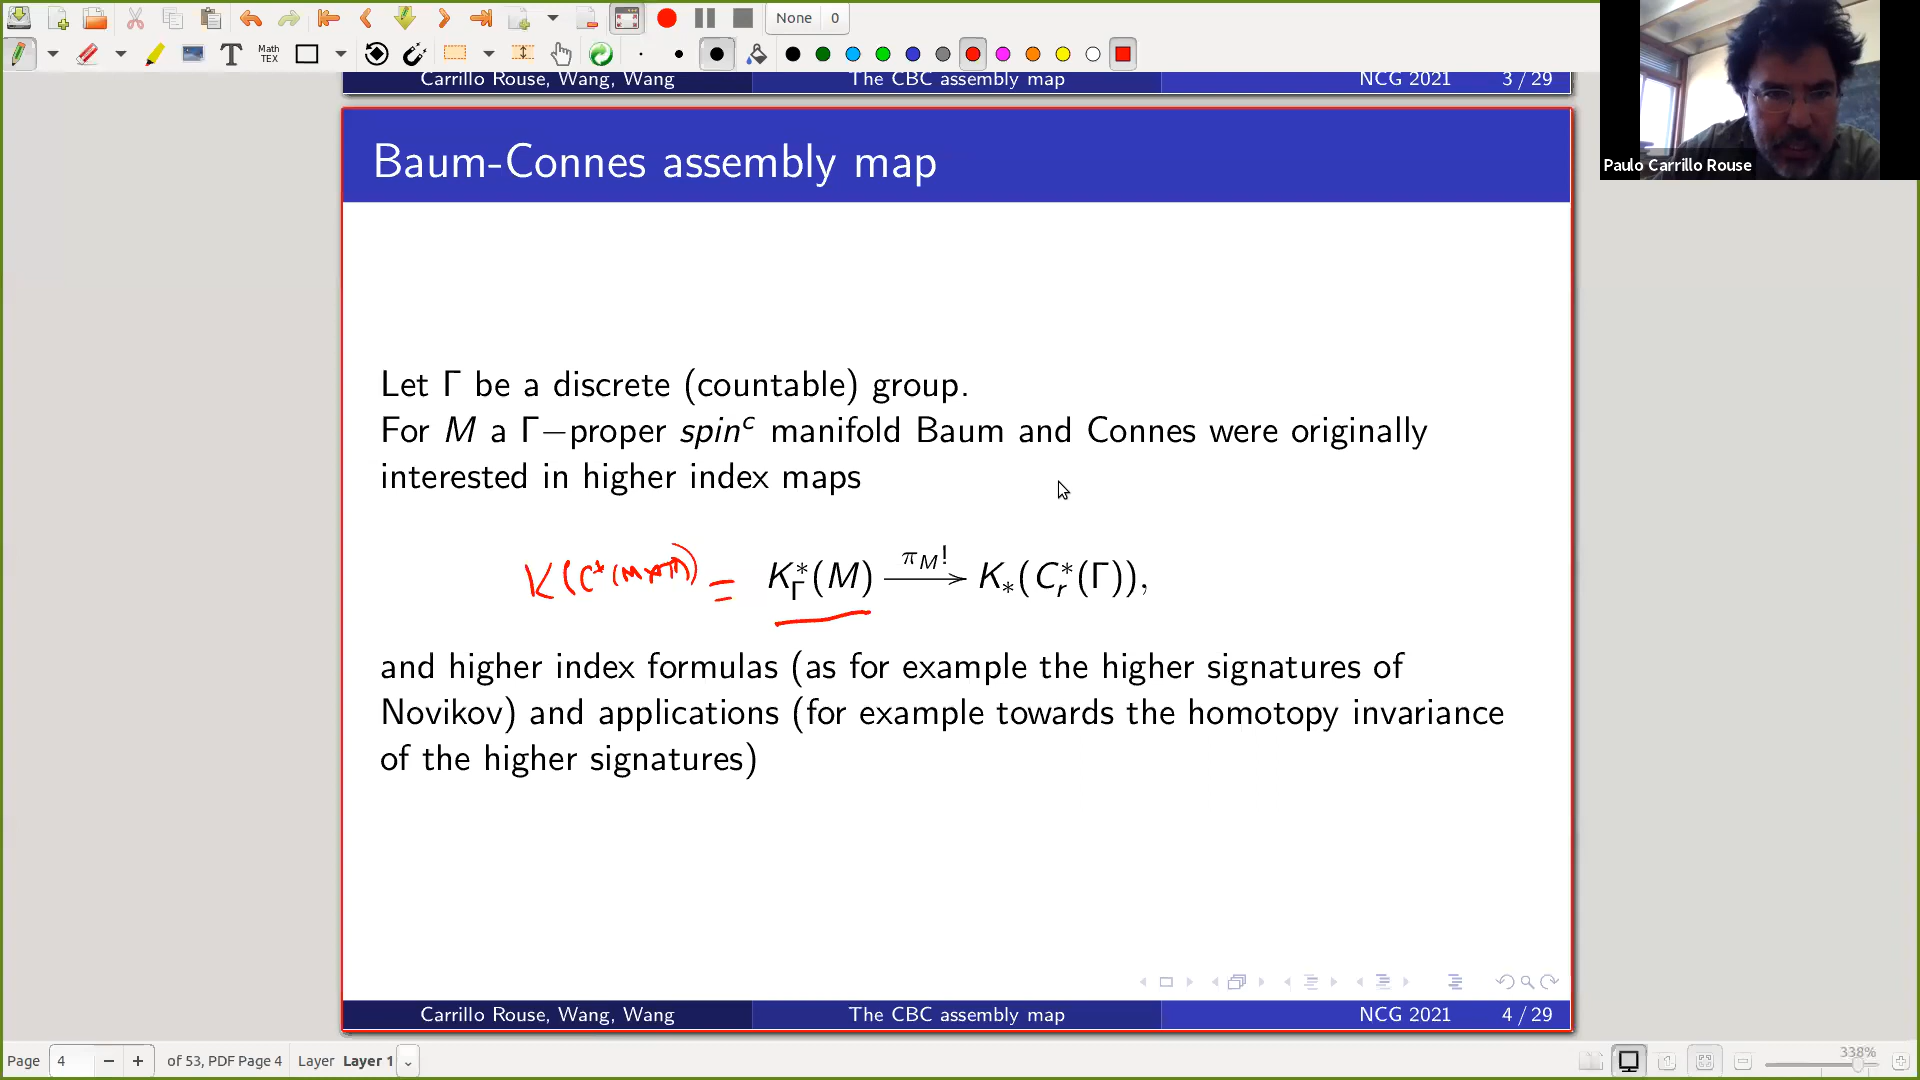 None 0
T Math TEX
Carrillo Rouse, Wang, Wang The CBC assembly map NCG 2021 3 / 29
Paulo Carrillo Rouse
Baum-Connes assembly map
Let Γ be a discrete (countable) group.
For M a Γ−proper spin^c manifold Baum and Connes were originally
interested in higher index maps
K(C*(M⋊Γ)) = K*_Γ(M) —π_M!→ K_*(C*_r(Γ)),
and higher index formulas (as for example the higher signatures of
Novikov) and applications (for example towards the homotopy invariance
of the higher signatures)
Carrillo Rouse, Wang, Wang The CBC assembly map NCG 2021 4 / 29
Page 4 − + of 53, PDF Page 4 Layer Layer 1 338%